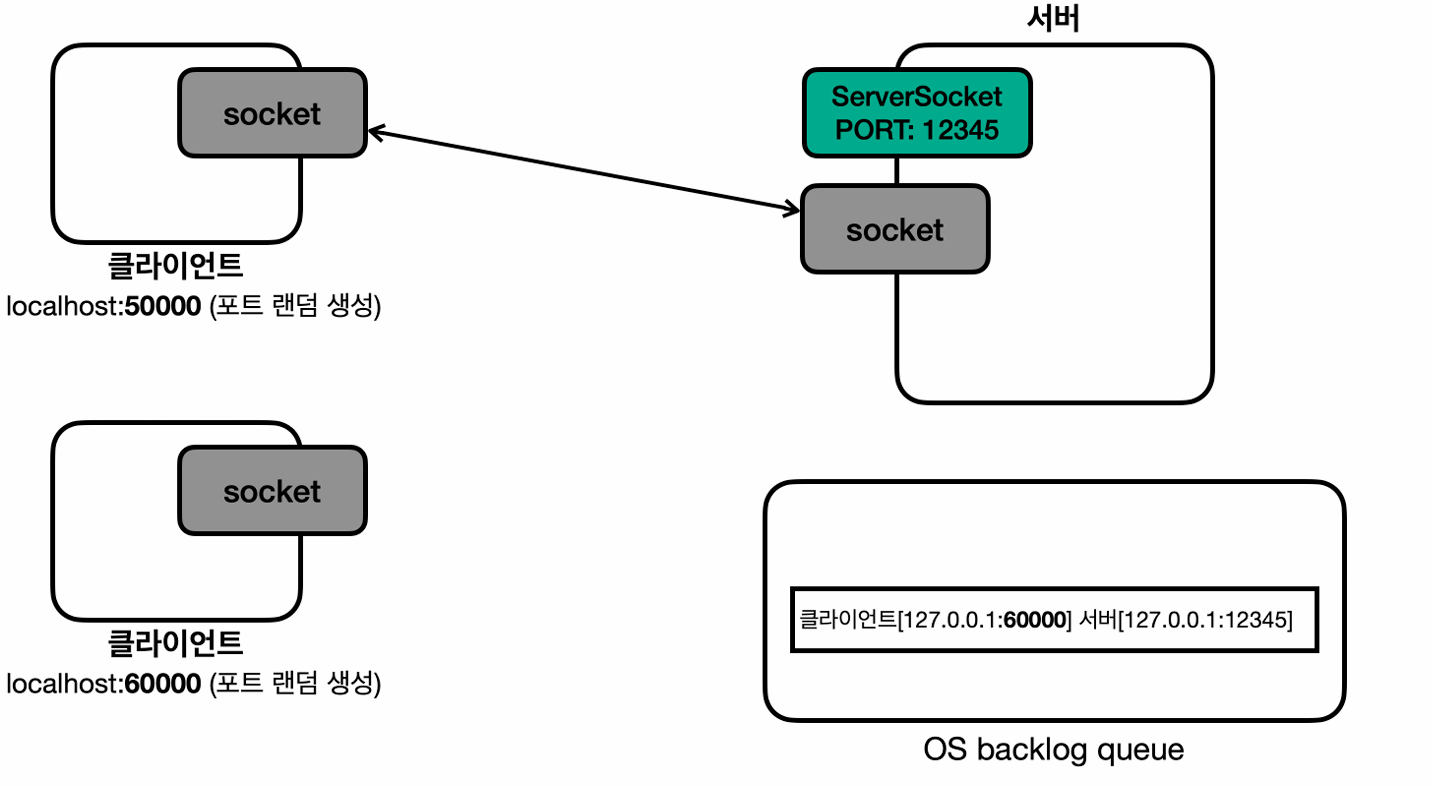 서버
socket
ServerSocket
PORT: 12345
socket
클라이언트
localhost:50000 (포트 랜덤 생성)
socket
클라이언트
localhost:60000 (포트 랜덤 생성)
클라이언트[127.0.0.1:60000] 서버[127.0.0.1:12345]
OS backlog queue